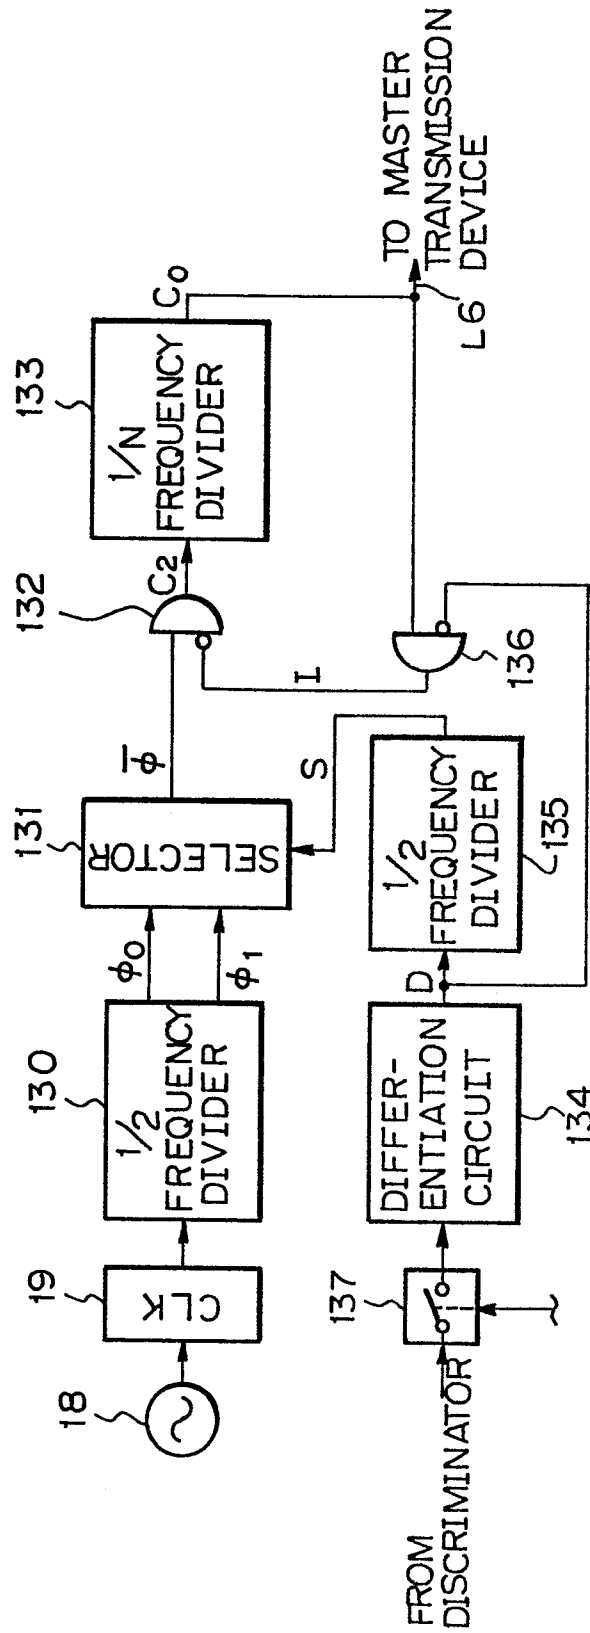 18
19
CLK
130
1/2
FREQUENCY
DIVIDER
ϕ0
ϕ1
131
SELECTOR
ϕ̅
132
C2
133
1/N
FREQUENCY
DIVIDER
C0
FROM
DISCRIMINATOR
137
DIFFER-
ENTIATION
CIRCUIT
134
D
1/2
FREQUENCY
DIVIDER
135
S
I
136
L6
TO MASTER
TRANSMISSION
DEVICE